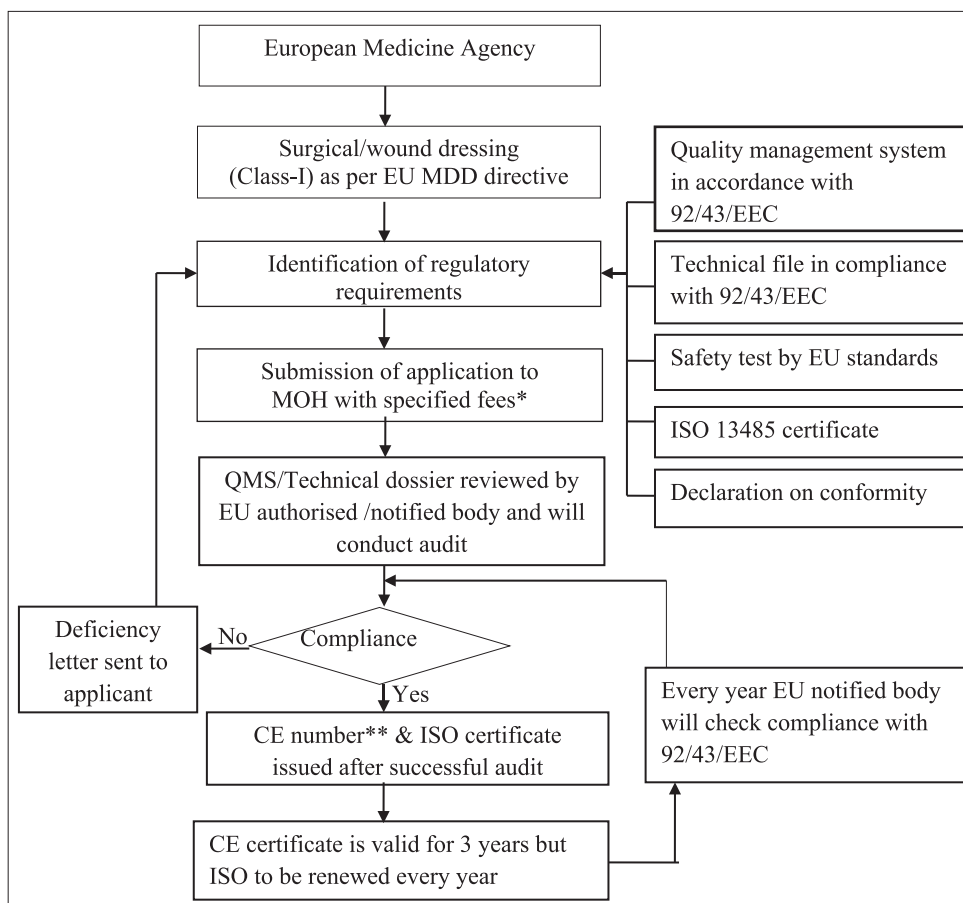 European Medicine Agency
Surgical/wound dressing
(Class-I) as per EU MDD directive
Quality management system
in accordance with
92/43/EEC
Identification of regulatory
requirements
Technical file in compliance
with 92/43/EEC
Safety test by EU standards
Submission of application to
MOH with specified fees*
ISO 13485 certificate
QMS/Technical dossier reviewed by
EU authorised /notified body and will
conduct audit
Declaration on conformity
Deficiency
letter sent to
applicant
No
Compliance
Yes
Every year EU notified body
will check compliance with
92/43/EEC
CE number** & ISO certificate
issued after successful audit
CE certificate is valid for 3 years but
ISO to be renewed every year